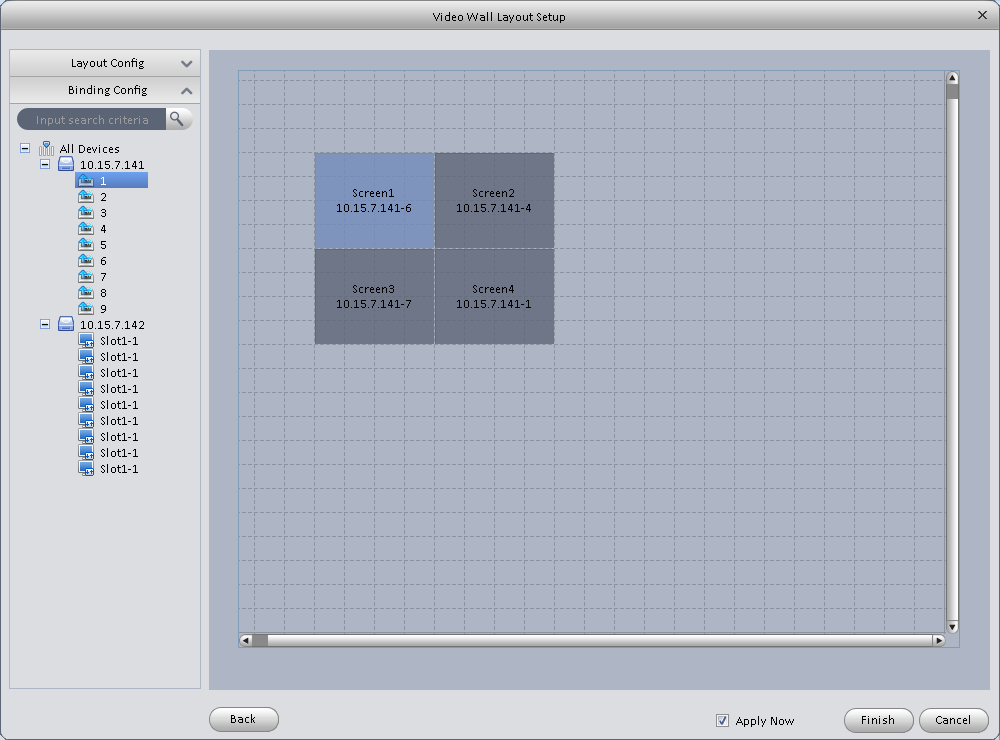 Video Wall Layout Setup
Layout Config
Binding Config
Input search criteria
All Devices
10.15.7.141
1
2
3
4
5
6
7
8
9
10.15.7.142
Slot1-1
Slot1-1
Slot1-1
Slot1-1
Slot1-1
Slot1-1
Slot1-1
Slot1-1
Slot1-1
Screen1
10.15.7.141-6
Screen2
10.15.7.141-4
Screen3
10.15.7.141-7
Screen4
10.15.7.141-1
Back
Apply Now
Finish
Cancel